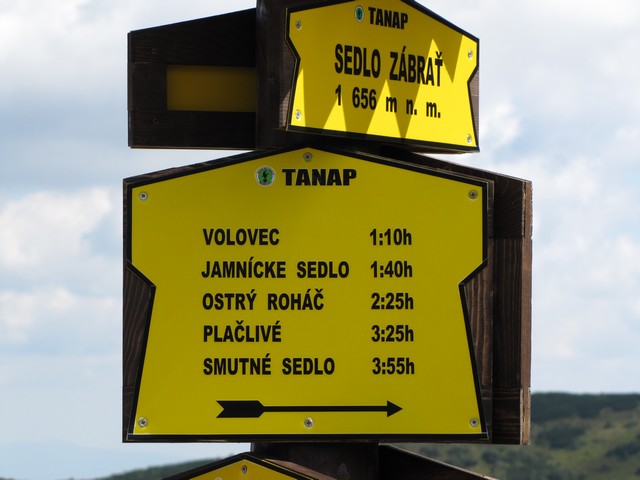 TANAP
SEDLO ZÁBRAŤ
1 656 m n. m.
TANAP
VOLOVEC 1:10h
JAMNÍCKE SEDLO 1:40h
OSTRÝ ROHÁČ 2:25h
PLAČLIVÉ 3:25h
SMUTNÉ SEDLO 3:55h